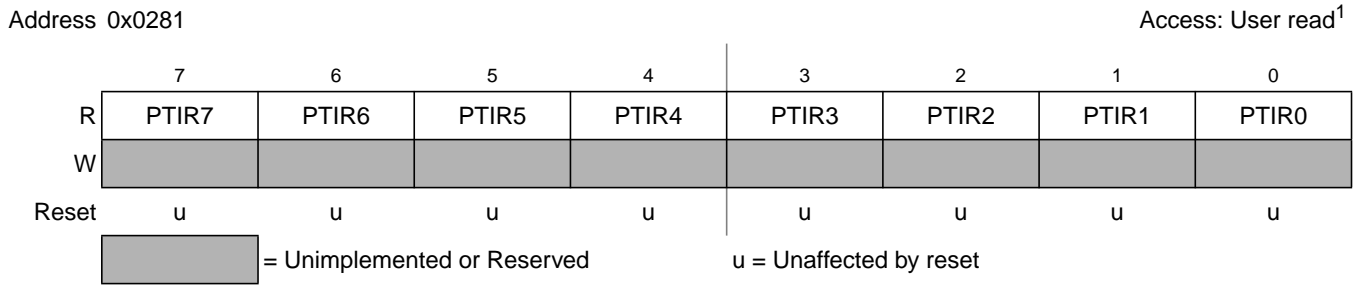 Address 0x0281 Access: User read1
7 6 5 4 3 2 1 0
R PTIR7 PTIR6 PTIR5 PTIR4 PTIR3 PTIR2 PTIR1 PTIR0
W
Reset u u u u u u u u
= Unimplemented or Reserved u = Unaffected by reset